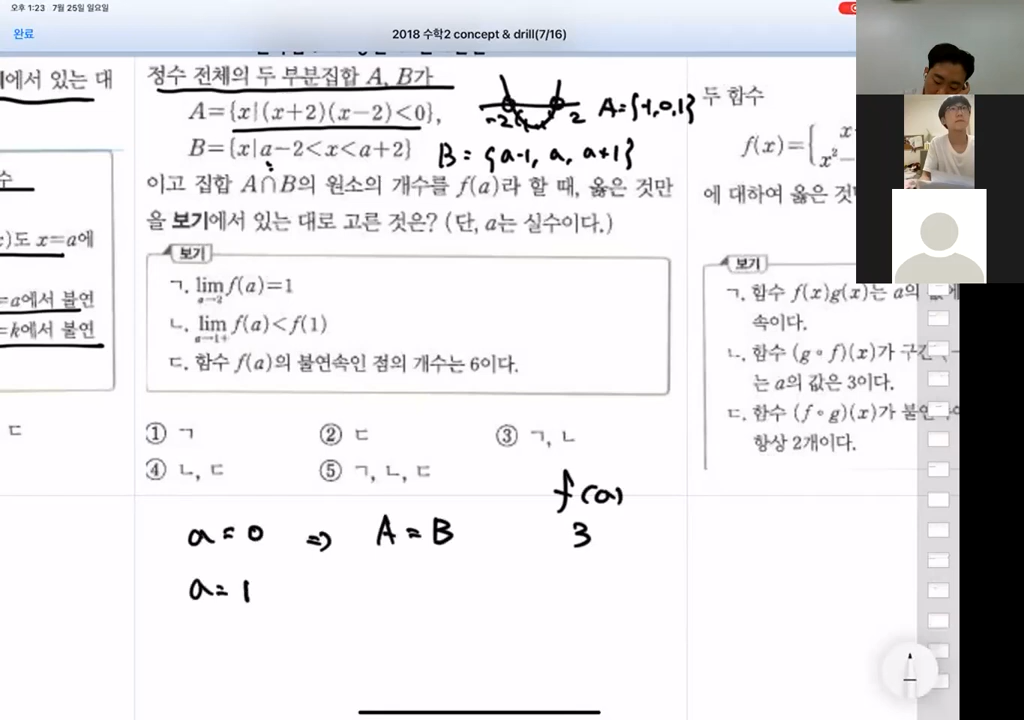 오후 1:23 7월 25일 일요일
완료
2018 수학2 concept & drill(7/16)
에서 있는 대
)도 x=a에
=a에서 불연
=k에서 불연
ㄷ
정수 전체의 두 부분집합 A, B가
A={x|(x+2)(x-2)<0},
B={x|a-2<x<a+2}
-2 2 A={-1,0,1}
B={a-1, a, a+1}
이고 집합 A∩B의 원소의 개수를 f(a)라 할 때, 옳은 것만
을 보기에서 있는 대로 고른 것은? (단, a는 실수이다.)
보기
ㄱ. lim f(a)=1
a→2
ㄴ. lim f(a)<f(1)
a→1+
ㄷ. 함수 f(a)의 불연속인 점의 개수는 6이다.
① ㄱ ② ㄷ ③ ㄱ, ㄴ
④ ㄴ, ㄷ ⑤ ㄱ, ㄴ, ㄷ
f(a)
a=0 ⇒ A=B 3
a=1
두 함수
f(x)={ x
x²-
에 대하여 옳은 것
보기
ㄱ. 함수 f(x)g(x)는 a의 값에
속이다.
ㄴ. 함수 (g∘f)(x)가 구간(-
는 a의 값은 3이다.
ㄷ. 함수 (f∘g)(x)가 불연
항상 2개이다.